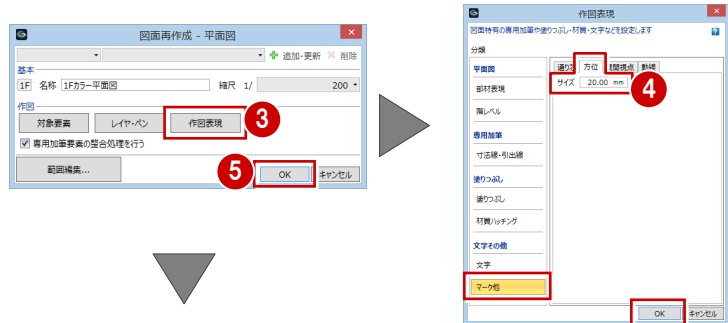 図面再作成 - 平面図
追加・更新 削除
基本
1F 名称 1Fカラー平面図 縮尺 1/ 200
作図
対象要素 レイヤ・ペン 作図表現
3
専用加筆要素の整合処理を行う
範囲編集... 5 OK キャンセル
作図表現
図面特有の専用加筆や塗りつぶし・材質・文字などを設定します
分類
平面図
部材表現
階レベル
専用加筆
寸法線・引出線
塗りつぶし
塗りつぶし
材質ハッチング
文字その他
文字
マーク他
方位 展開視点 動線
サイズ 20.00 mm
4
OK キャンセル